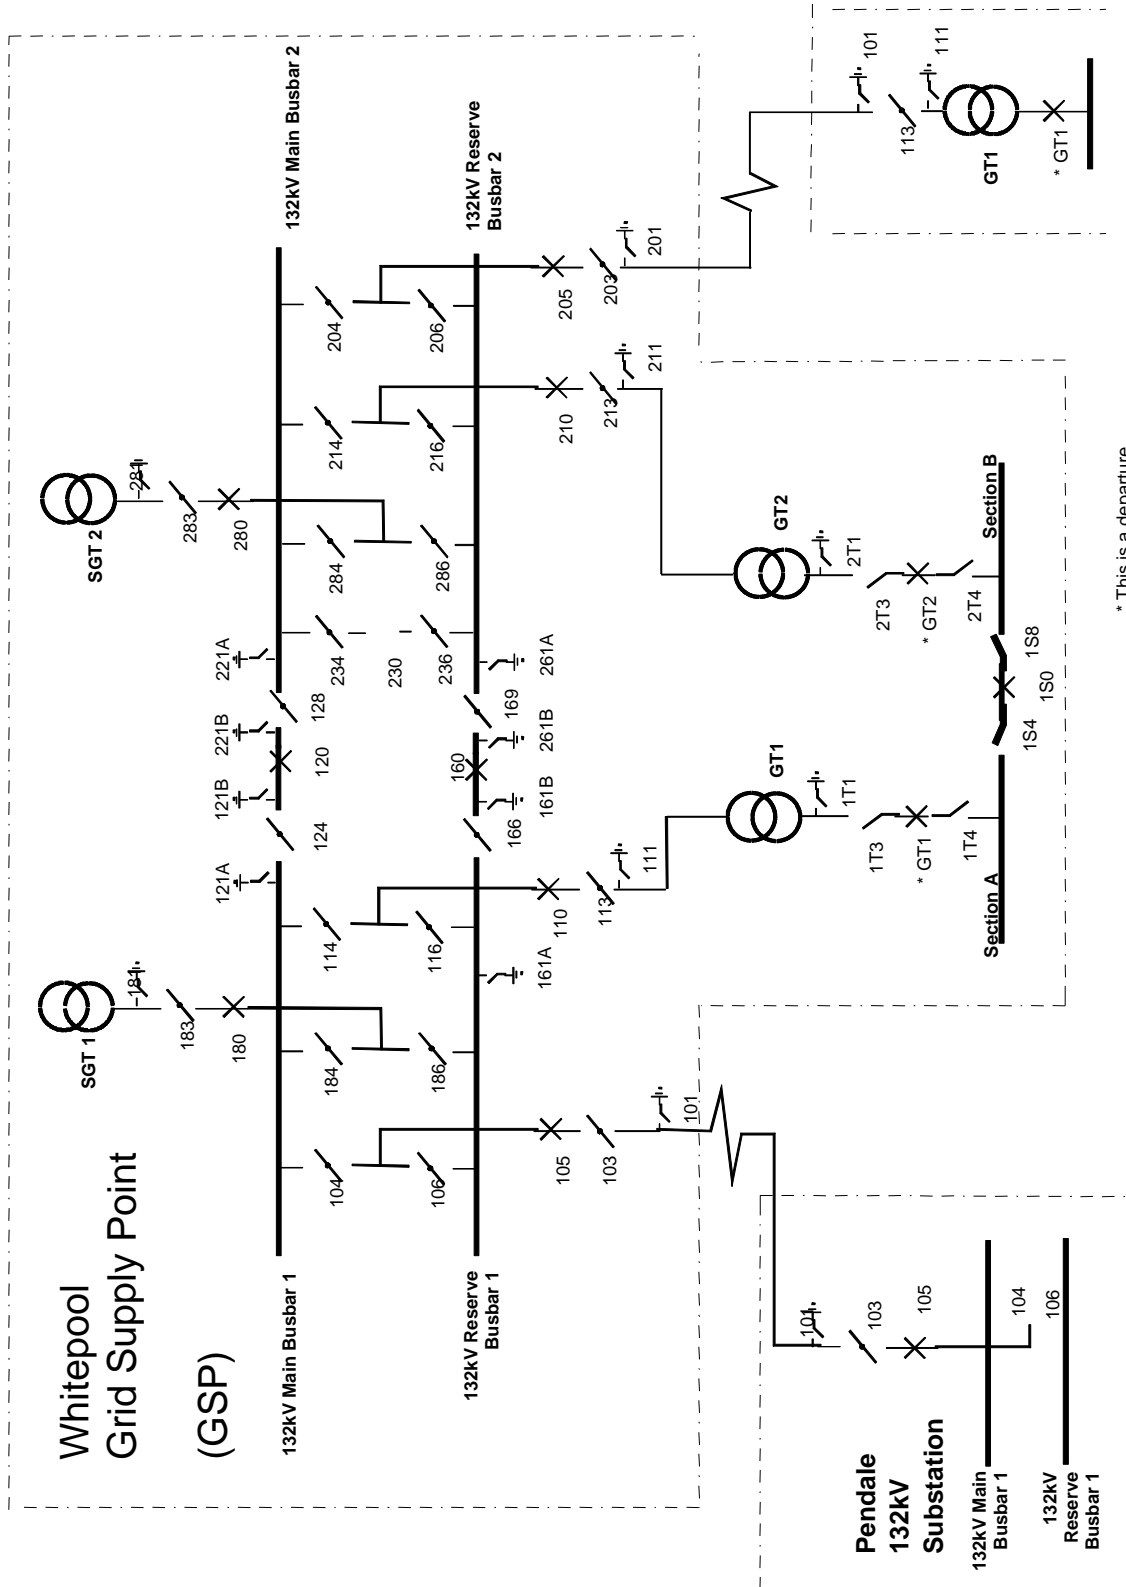 Whitepool
Grid Supply Point
(GSP)
SGT 1
181
183
180
SGT 2
281
283
280
132kV Main Busbar 1
132kV Main Busbar 2
121A
124
121B
120
221B
128
221A
104
184
114
234
284
214
204
230
106
186
116
236
286
216
206
132kV Reserve
Busbar 1
132kV Reserve
Busbar 2
161A
166
161B
160
261B
169
261A
105
103
101
110
113
111
210
213
211
205
203
201
GT1
1T1
1T3
* GT1
1T4
GT2
2T1
2T3
* GT2
2T4
Section A
1S4
1S0
1S8
Section B
101
113
111
GT1
* GT1
Pendale
132kV
Substation
101
103
105
104
106
132kV Main
Busbar 1
132kV
Reserve
Busbar 1
* This is a departure